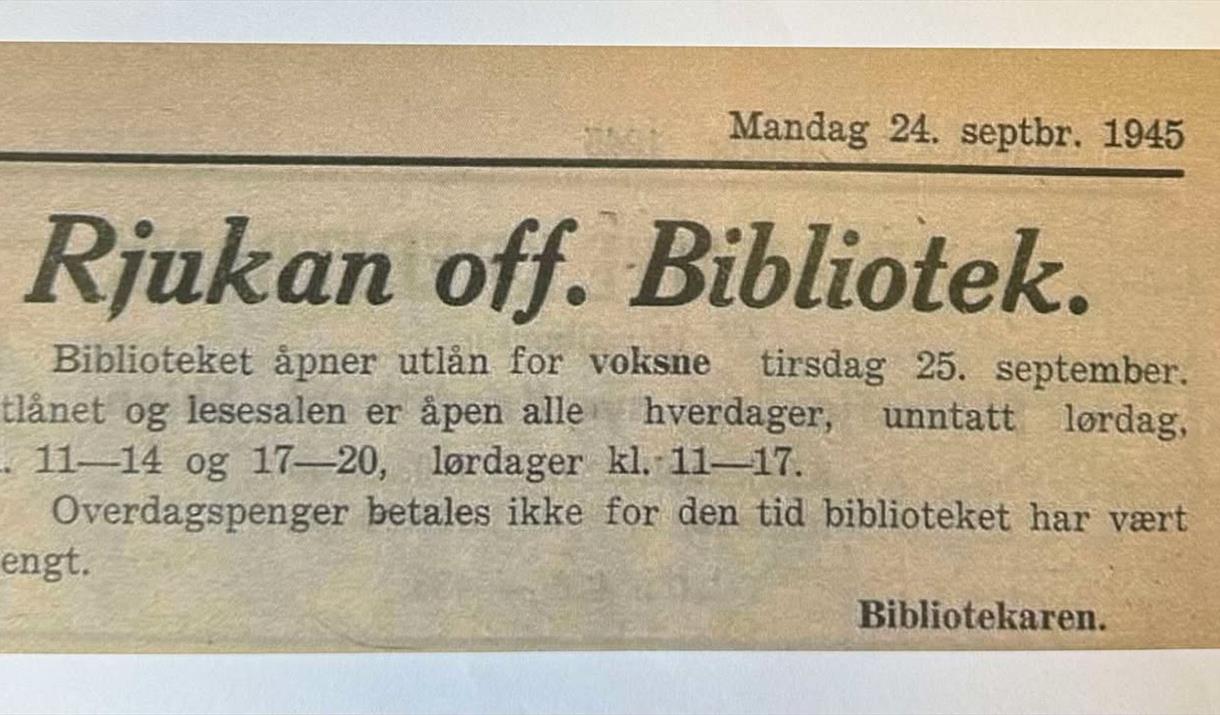 Mandag 24. septbr. 1945
Rjukan off. Bibliotek.
Biblioteket åpner utlån for voksne tirsdag 25. september.
tlånet og lesesalen er åpen alle hverdager, unntatt lørdag,
. 11—14 og 17—20, lørdager kl. 11—17.
Overdagspenger betales ikke for den tid biblioteket har vært
engt.
Bibliotekaren.